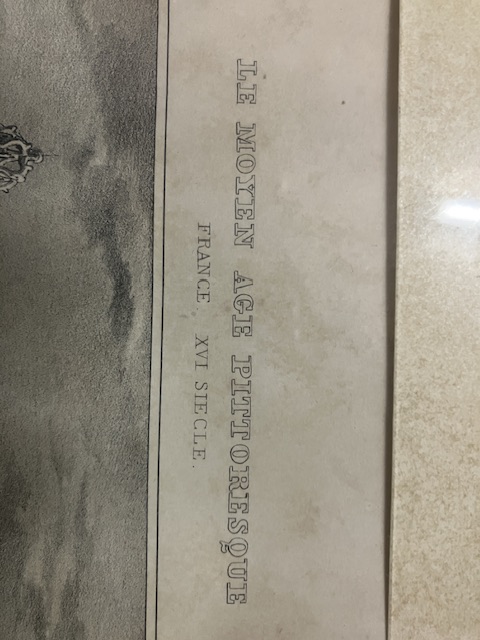 LE MOYEN AGE PITTORESQUE
FRANCE. XVI SIECLE.